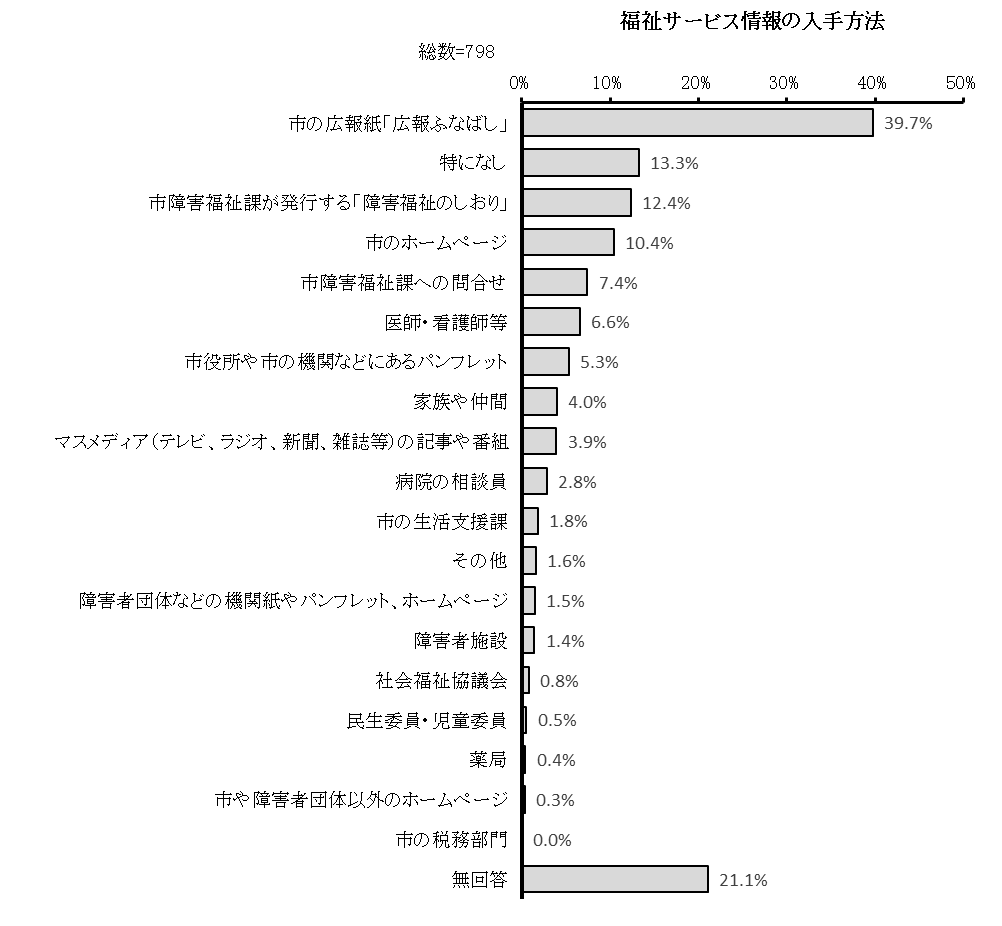 福祉サービス情報の入手方法
総数=798
0% 10% 20% 30% 40% 50%
市の広報紙「広報ふなばし」 39.7%
特になし 13.3%
市障害福祉課が発行する「障害福祉のしおり」 12.4%
市のホームページ 10.4%
市障害福祉課への問合せ 7.4%
医師・看護師等 6.6%
市役所や市の機関などにあるパンフレット 5.3%
家族や仲間 4.0%
マスメディア(テレビ、ラジオ、新聞、雑誌等)の記事や番組 3.9%
病院の相談員 2.8%
市の生活支援課 1.8%
その他 1.6%
障害者団体などの機関紙やパンフレット、ホームページ 1.5%
障害者施設 1.4%
社会福祉協議会 0.8%
民生委員・児童委員 0.5%
薬局 0.4%
市や障害者団体以外のホームページ 0.3%
市の税務部門 0.0%
無回答 21.1%